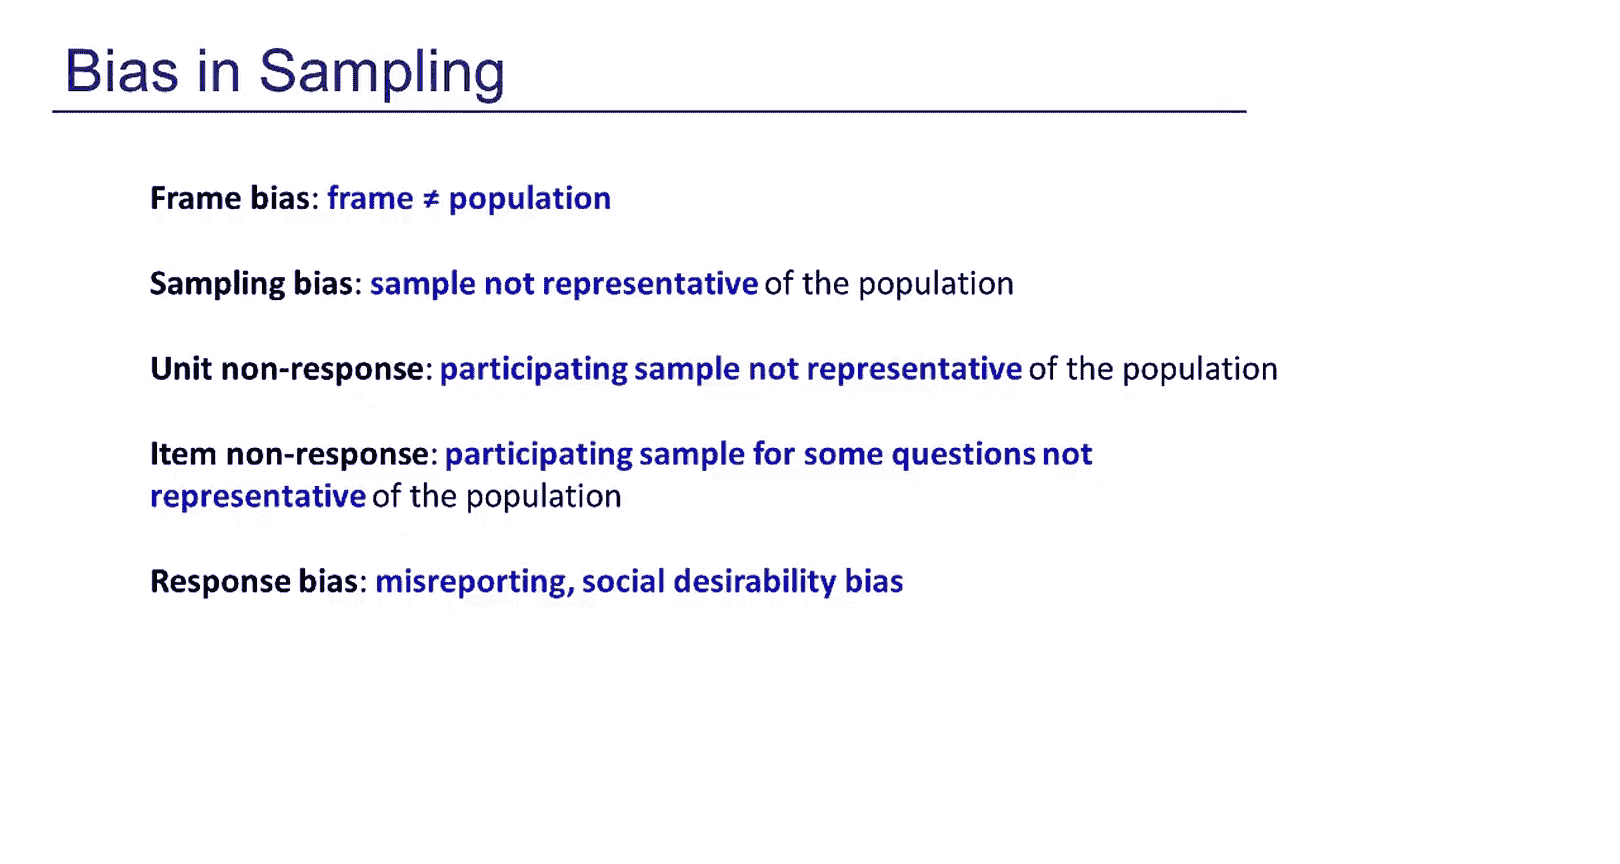 Bias in Sampling
Frame bias: frame ≠ population
Sampling bias: sample not representative of the population
Unit non-response: participating sample not representative of the population
Item non-response: participating sample for some questions not
representative of the population
Response bias: misreporting, social desirability bias